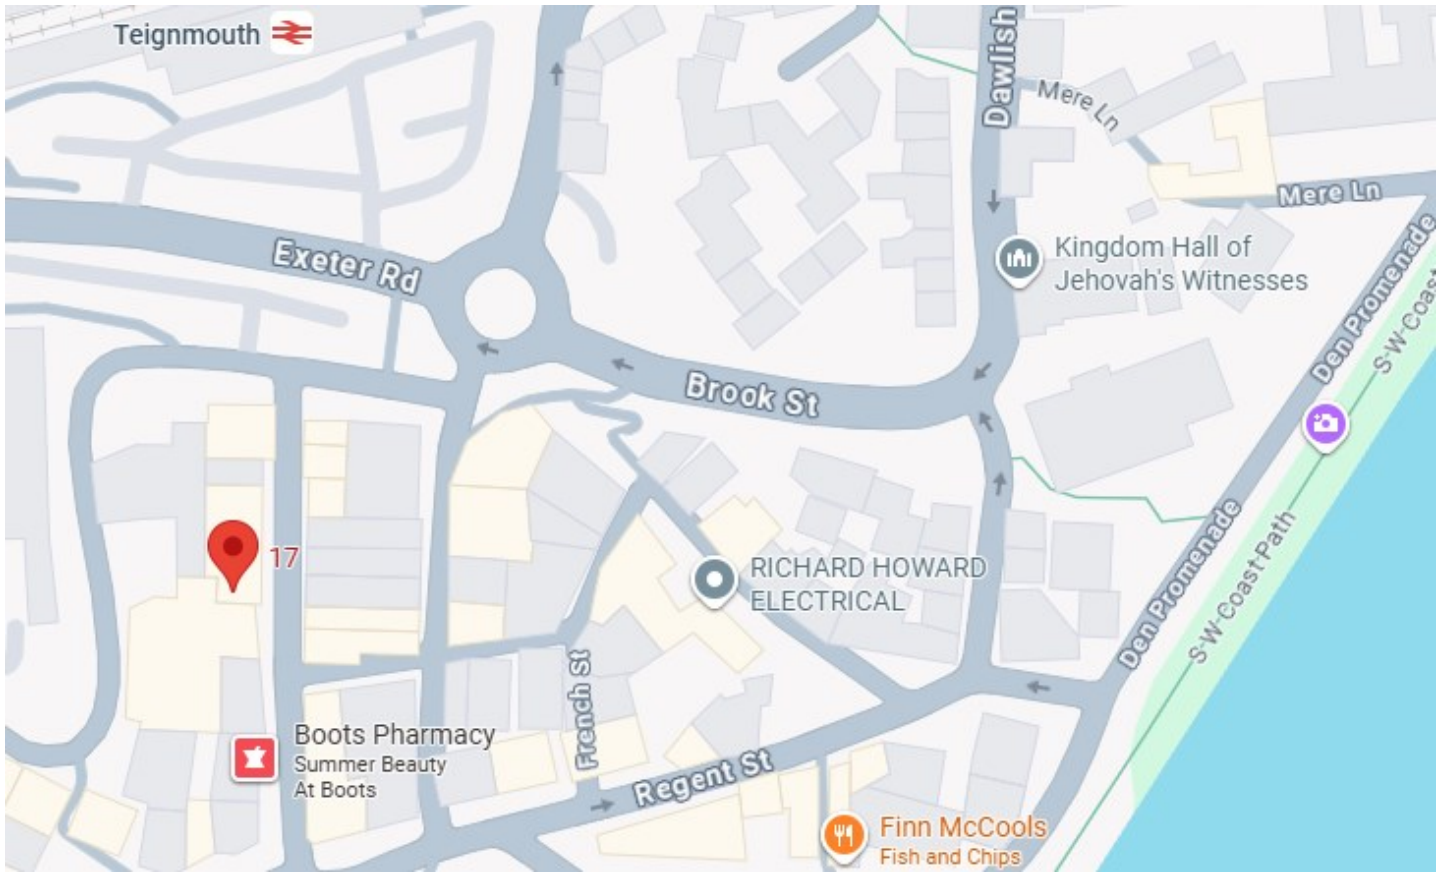 Teignmouth
Dawlish
Mere Ln
Mere Ln
Exeter Rd
Kingdom Hall of
Jehovah's Witnesses
Den Promenade
S-W-Coast
Brook St
17
RICHARD HOWARD
ELECTRICAL
Den Promenade
S-W-Coast-Path
French St
Boots Pharmacy
Summer Beauty
At Boots
Regent St
Finn McCools
Fish and Chips